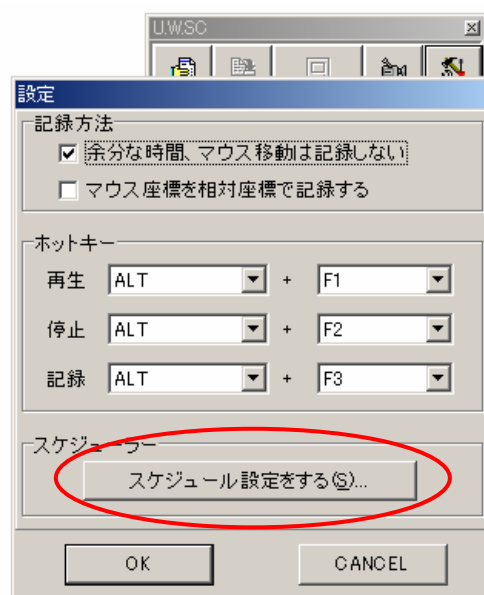 U.W.SC
設定
記録方法
余分な時間、マウス移動は記録しない
マウス座標を相対座標で記録する
ホットキー
再生 ALT + F1
停止 ALT + F2
記録 ALT + F3
スケジューラー
スケジュール設定をする(S)...
OK CANCEL